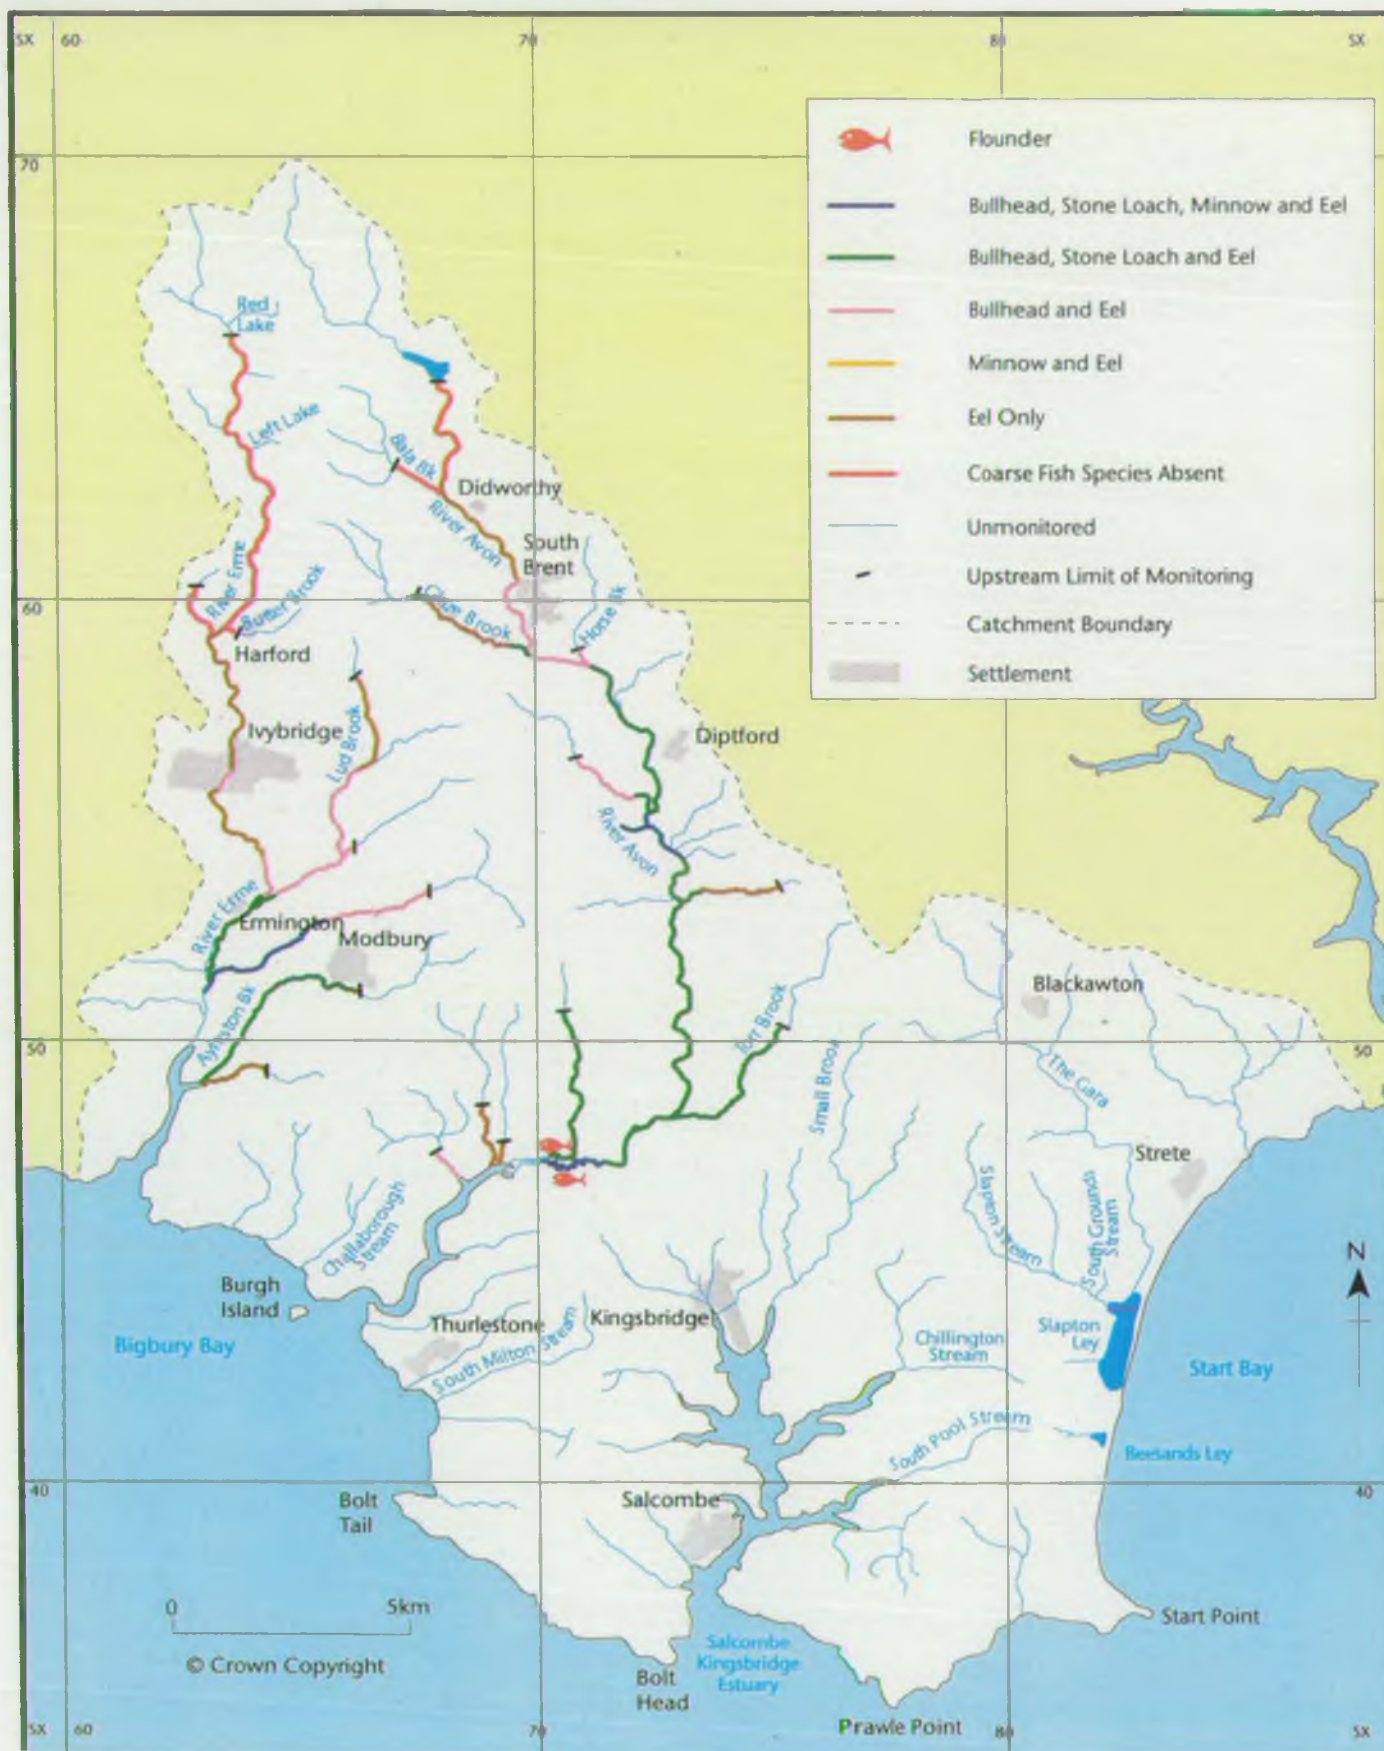 SX 60 70 80 SX
70
Flounder
Bullhead, Stone Loach, Minnow and Eel
Bullhead, Stone Loach and Eel
Bullhead and Eel
Minnow and Eel
Eel Only
Coarse Fish Species Absent
Unmonitored
Upstream Limit of Monitoring
Catchment Boundary
Settlement
Red
Lake
Left Lake
Bala Bk
Didworthy
River Avon
South
Brent
River Erme
Butter Brook
Glaze Brook
Horse Bk
60
Harford
Ivybridge
Lud Brook
Diptford
River Avon
River Erme
Ermington
Modbury
Blackawton
Aylston Bk
Torr Brook
50
50
Small Brook
The Gara
Strete
Slapton Stream
South Grounds
Stream
Challaborough
Stream
N
Burgh
Island
Thurlestone
South Milton Stream
Kingsbridge
Bigbury Bay
Chillington
Stream
Slapton
Ley
Start Bay
South Pool Stream
Beesands Ley
40
40
Bolt
Tail
Salcombe
0 5km
Start Point
© Crown Copyright
Salcombe
Kingsbridge
Estuary
Bolt
Head
Prawle Point
SX 60 70 80 SX